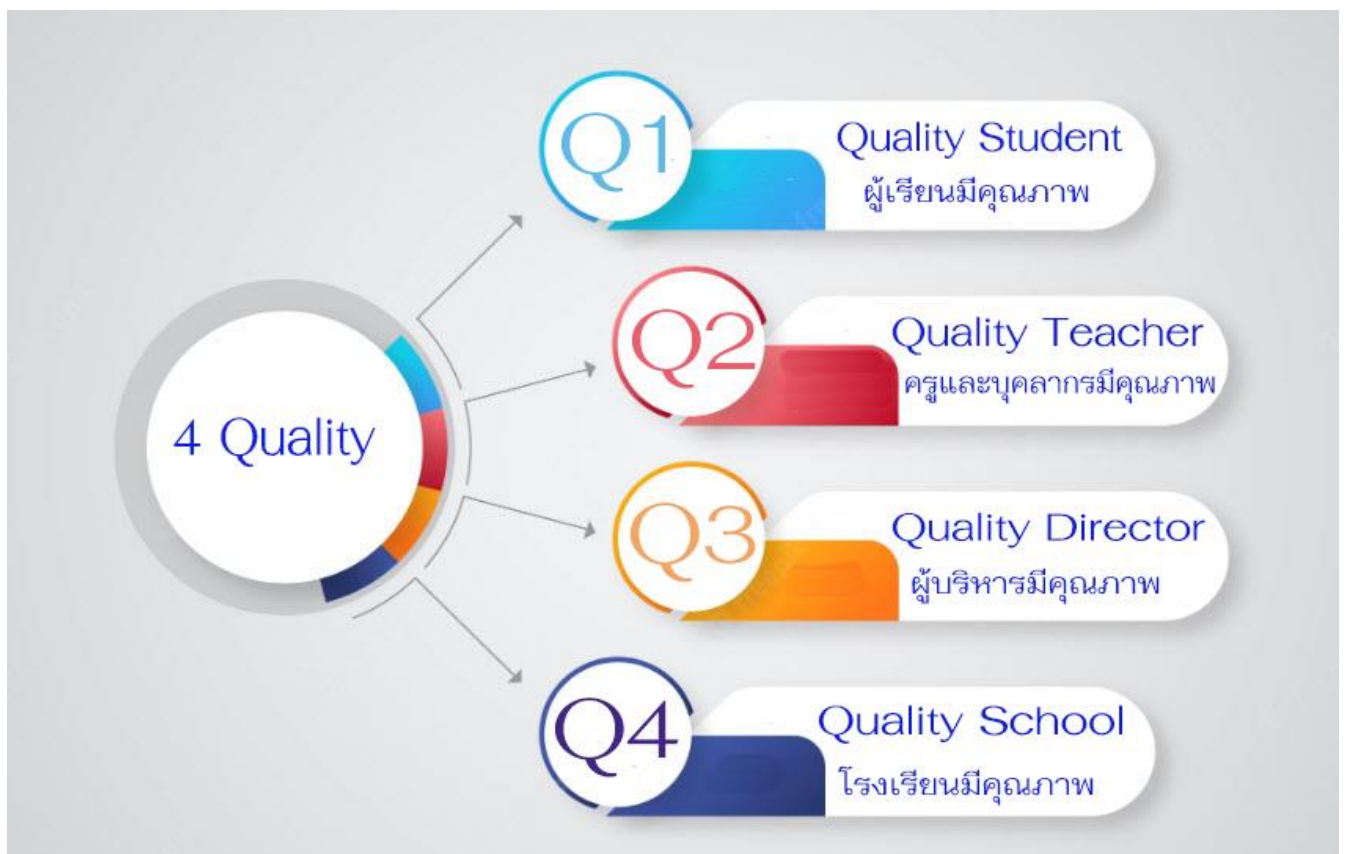 4 Quality
Q1
Quality Student
ผู้เรียนมีคุณภาพ
Q2
Quality Teacher
ครูและบุคลากรมีคุณภาพ
Q3
Quality Director
ผู้บริหารมีคุณภาพ
Q4
Quality School
โรงเรียนมีคุณภาพ